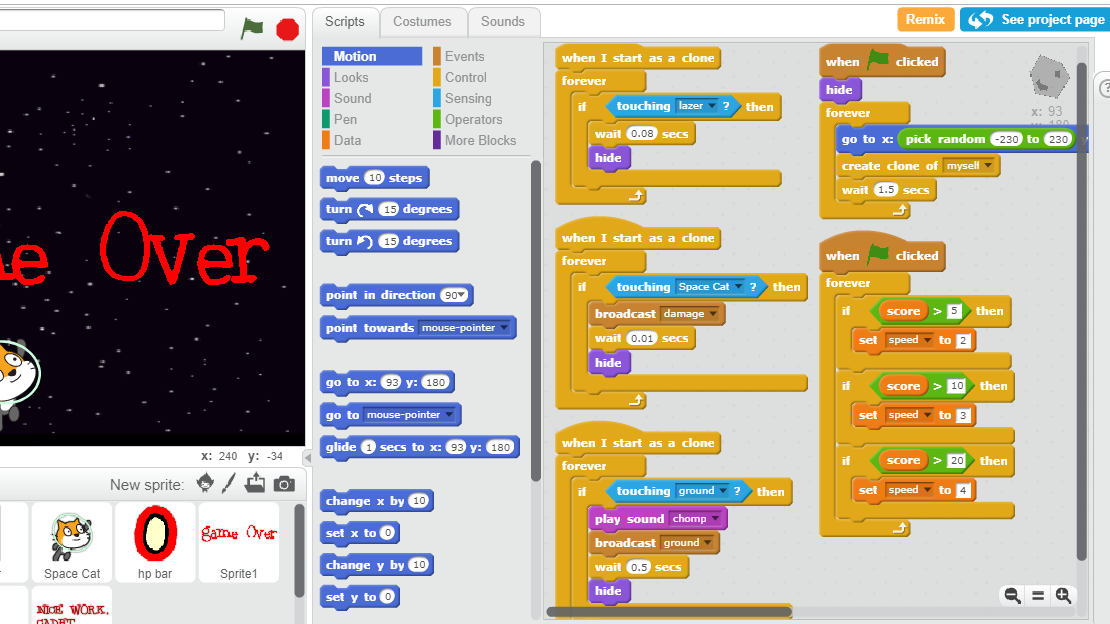 Scripts
Costumes
Sounds
Remix
See project page
Over
x: 240 y: -34
New sprite:
Space Cat
hp bar
Game Over
Sprite1
NICE WORK,
CADET
Motion
Looks
Sound
Pen
Data
Events
Control
Sensing
Operators
More Blocks
move 10 steps
turn 15 degrees
turn 15 degrees
point in direction 90▾
point towards mouse-pointer
go to x: 93 y: 180
go to mouse-pointer
glide 1 secs to x: 93 y: 180
change x by 10
set x to 0
change y by 10
set y to 0
when I start as a clone
forever
if touching lazer ? then
wait 0.08 secs
hide
when I start as a clone
forever
if touching Space Cat ? then
broadcast damage
wait 0.01 secs
hide
when I start as a clone
forever
if touching ground ? then
play sound chomp
broadcast ground
wait 0.5 secs
hide
when clicked
hide
forever
go to x: pick random -230 to 230
create clone of myself
wait 1.5 secs
when clicked
forever
if score > 5 then
set speed to 2
if score > 10 then
set speed to 3
if score > 20 then
set speed to 4
x: 93